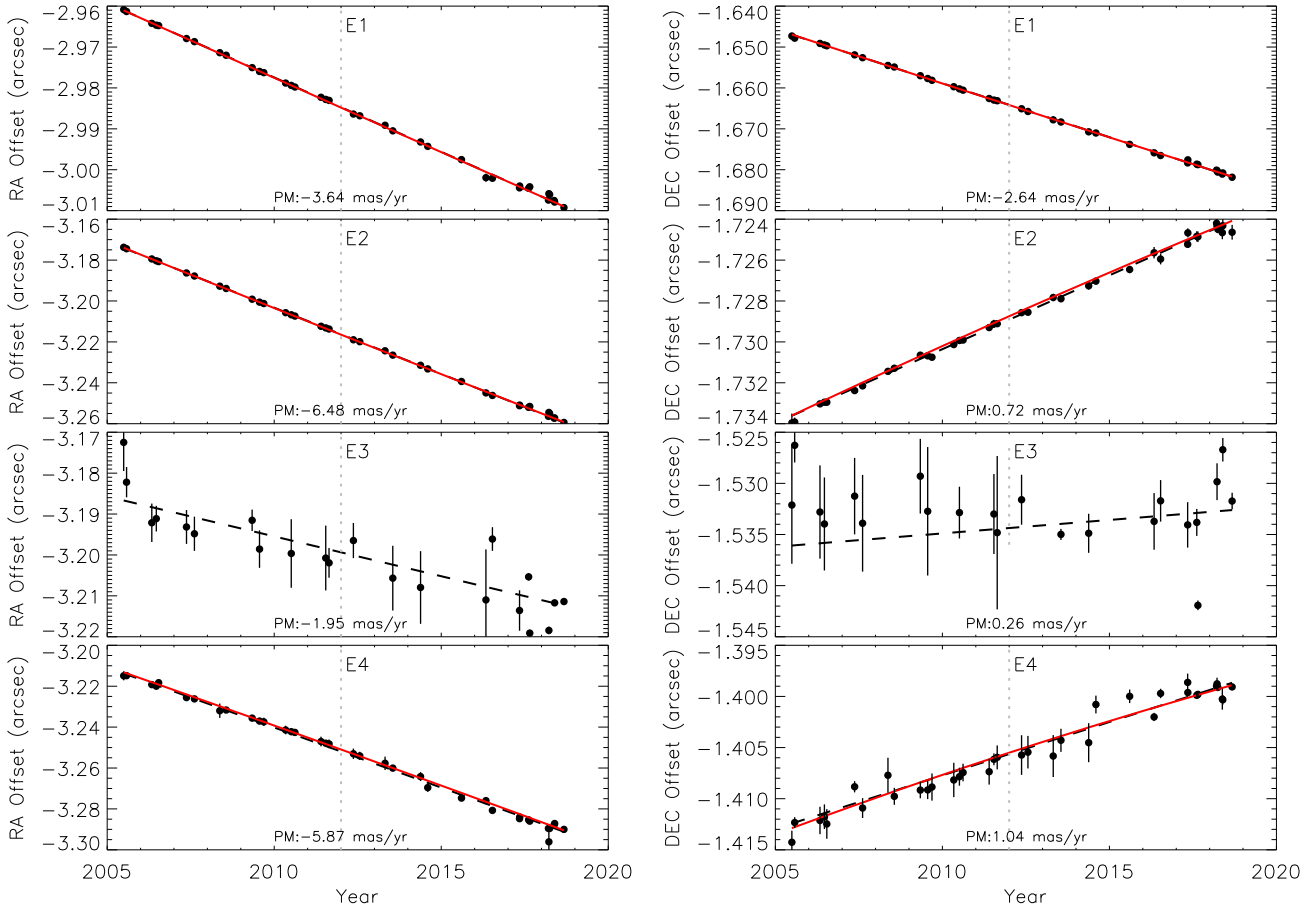 RA Offset (arcsec)
−2.96
−2.97
−2.98
−2.99
−3.00
−3.01
E1
PM:−3.64 mas/yr
DEC Offset (arcsec)
−1.640
−1.650
−1.660
−1.670
−1.680
−1.690
E1
PM:−2.64 mas/yr
RA Offset (arcsec)
−3.16
−3.18
−3.20
−3.22
−3.24
−3.26
E2
PM:−6.48 mas/yr
DEC Offset (arcsec)
−1.724
−1.726
−1.728
−1.730
−1.732
−1.734
E2
PM:0.72 mas/yr
RA Offset (arcsec)
−3.17
−3.18
−3.19
−3.20
−3.21
−3.22
E3
PM:−1.95 mas/yr
DEC Offset (arcsec)
−1.525
−1.530
−1.535
−1.540
−1.545
E3
PM:0.26 mas/yr
RA Offset (arcsec)
−3.20
−3.22
−3.24
−3.26
−3.28
−3.30
E4
PM:−5.87 mas/yr
2005 2010 2015 2020
Year
DEC Offset (arcsec)
−1.395
−1.400
−1.405
−1.410
−1.415
E4
PM:1.04 mas/yr
2005 2010 2015 2020
Year